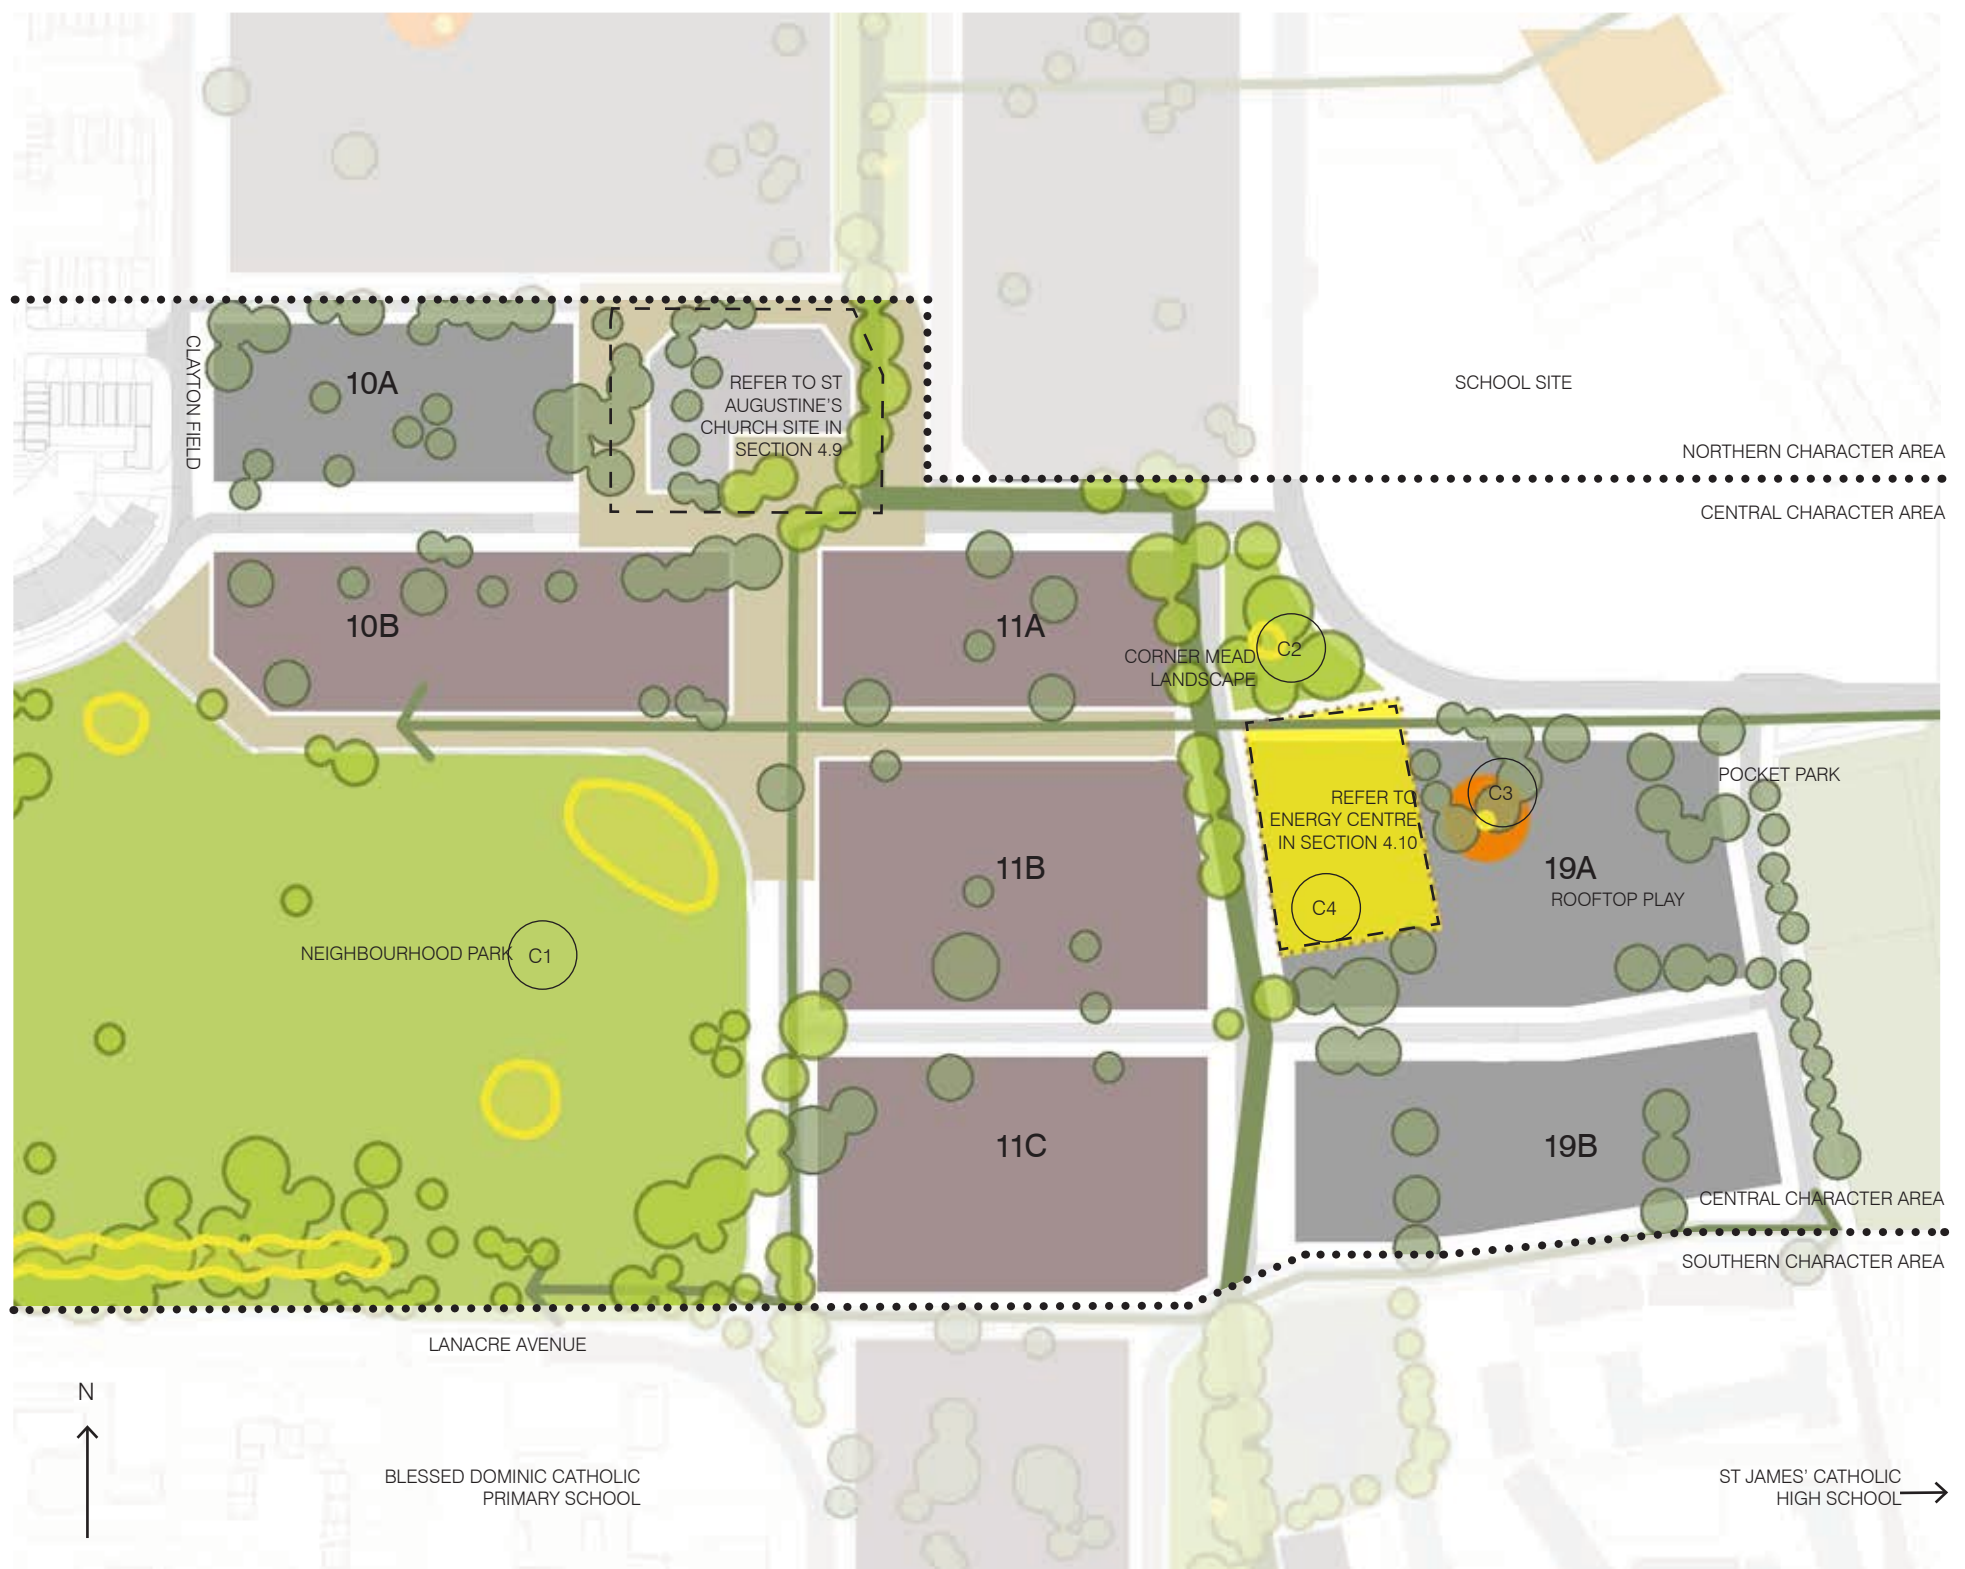 CLAYTON FIELD
10A
REFER TO ST
AUGUSTINE'S
CHURCH SITE IN
SECTION 4.9
SCHOOL SITE
NORTHERN CHARACTER AREA
CENTRAL CHARACTER AREA
10B
11A
CORNER MEAD
LANDSCAPE
C2
POCKET PARK
REFER TO
ENERGY CENTRE
IN SECTION 4.10
C3
11B
19A
ROOFTOP PLAY
C4
NEIGHBOURHOOD PARK
C1
11C
19B
CENTRAL CHARACTER AREA
SOUTHERN CHARACTER AREA
LANACRE AVENUE
N
BLESSED DOMINIC CATHOLIC
PRIMARY SCHOOL
ST JAMES' CATHOLIC
HIGH SCHOOL